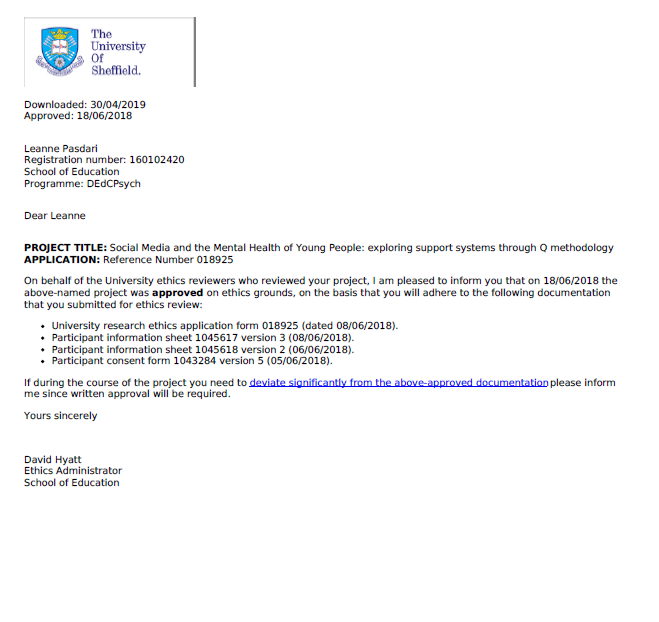 The
University
Of
Sheffield.
Downloaded: 30/04/2019
Approved: 18/06/2018
Leanne Pasdari
Registration number: 160102420
School of Education
Programme: DEdCPsych
Dear Leanne
PROJECT TITLE: Social Media and the Mental Health of Young People: exploring support systems through Q methodology
APPLICATION: Reference Number 018925
On behalf of the University ethics reviewers who reviewed your project, I am pleased to inform you that on 18/06/2018 the
above-named project was approved on ethics grounds, on the basis that you will adhere to the following documentation
that you submitted for ethics review:
• University research ethics application form 018925 (dated 08/06/2018).
• Participant information sheet 1045617 version 3 (08/06/2018).
• Participant information sheet 1045618 version 2 (06/06/2018).
• Participant consent form 1043284 version 5 (05/06/2018).
If during the course of the project you need to deviate significantly from the above-approved documentation please inform
me since written approval will be required.
Yours sincerely
David Hyatt
Ethics Administrator
School of Education